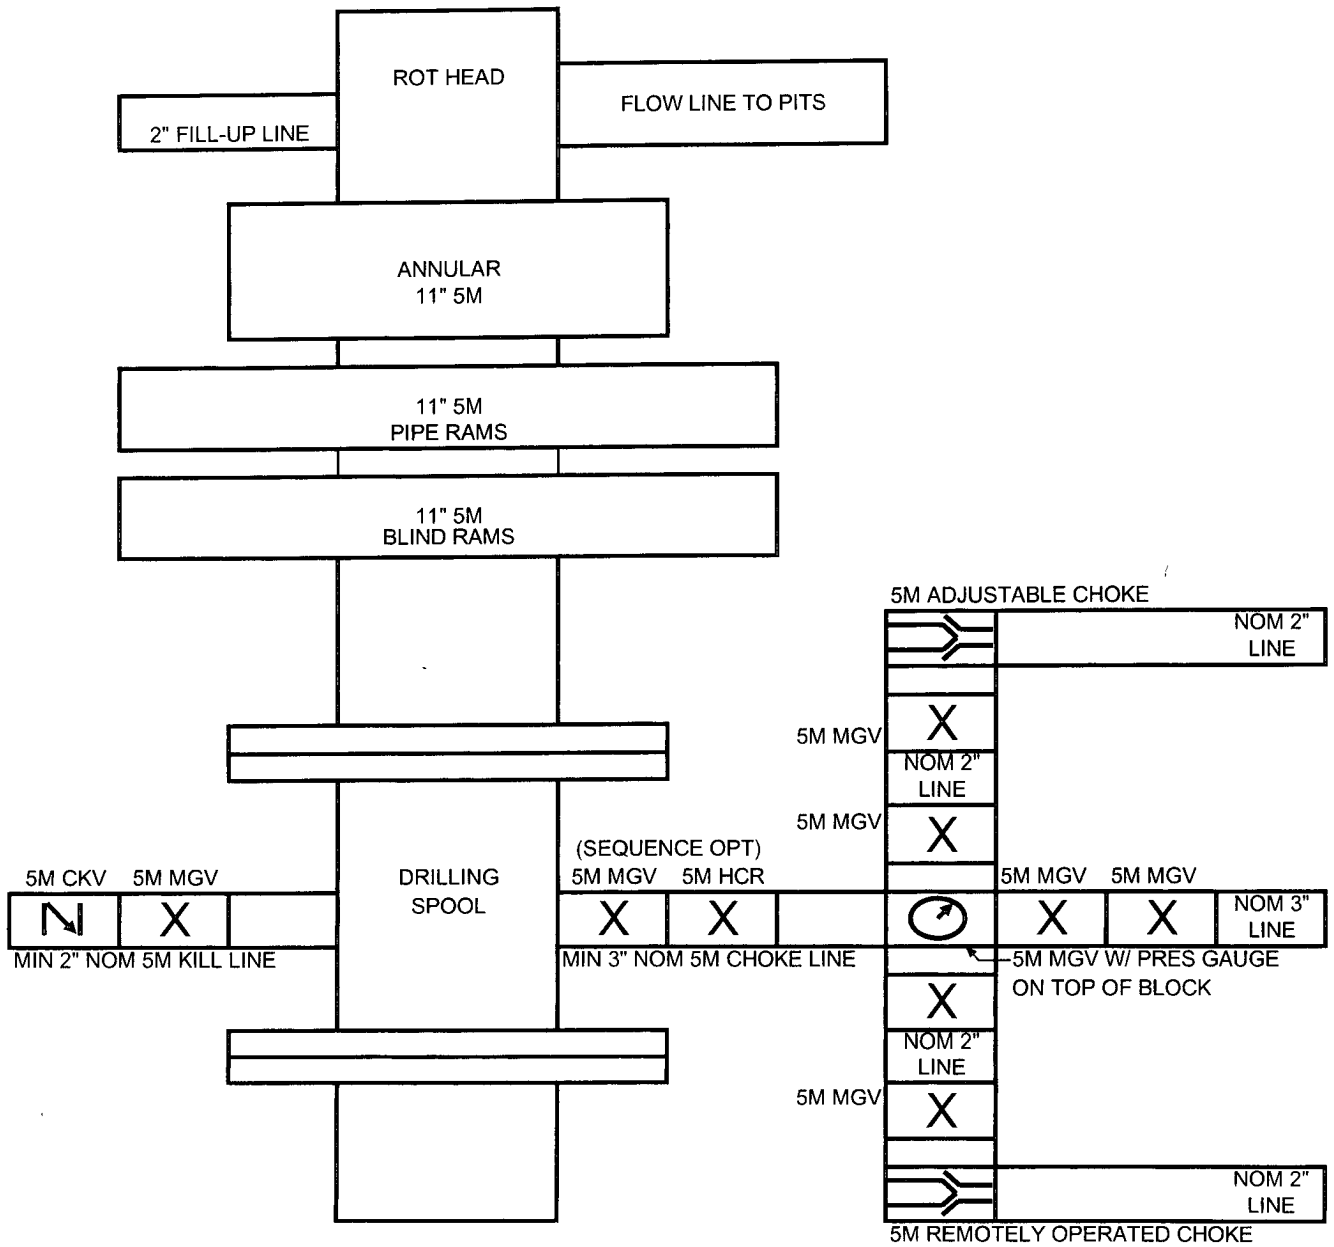 ROT HEAD
FLOW LINE TO PITS
2" FILL-UP LINE
ANNULAR
11" 5M
11" 5M
PIPE RAMS
11" 5M
BLIND RAMS
5M ADJUSTABLE CHOKE
NOM 2"
LINE
X
5M MGV
NOM 2"
LINE
5M MGV
X
(SEQUENCE OPT)
5M CKV
5M MGV
DRILLING
SPOOL
5M MGV
5M HCR
5M MGV
5M MGV
X
X
X
X
X
NOM 3"
LINE
MIN 2" NOM 5M KILL LINE
MIN 3" NOM 5M CHOKE LINE
5M MGV W/ PRES GAUGE
ON TOP OF BLOCK
X
NOM 2"
LINE
5M MGV
X
NOM 2"
LINE
5M REMOTELY OPERATED CHOKE